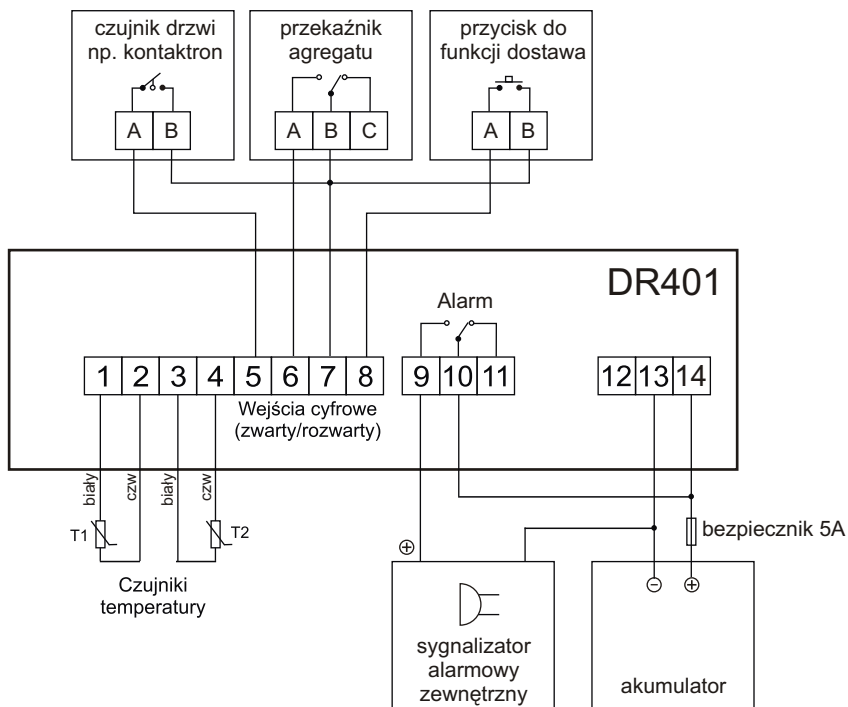 czujnik drzwi
np. kontaktron
przekaźnik
agregatu
przycisk do
funkcji dostawa
A B
A B C
A B
DR401
Alarm
1 2 3 4 5 6 7 8
9 10 11
12 13 14
Wejścia cyfrowe
(zwarty/rozwarty)
biały
czw
biały
czw
T1
T2
Czujniki
temperatury
bezpiecznik 5A
+
− +
sygnalizator
alarmowy
zewnętrzny
akumulator